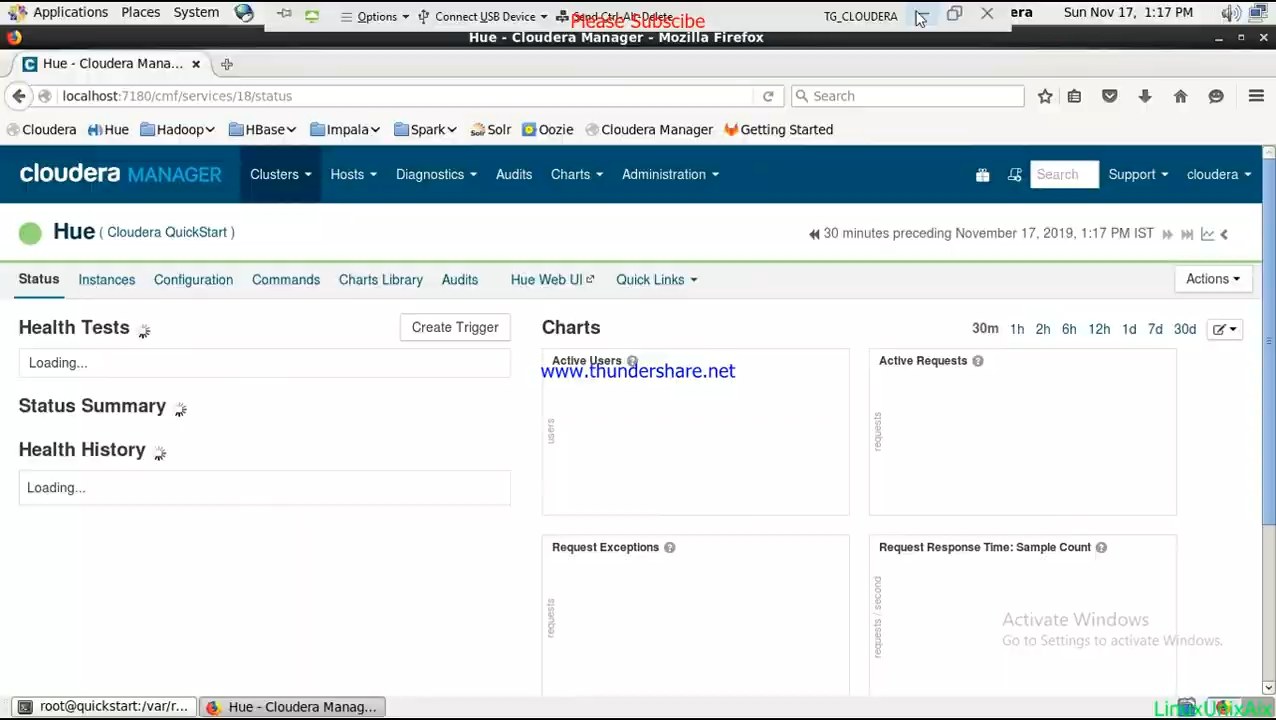 Applications Places System
Options Connect USB Device Send Ctrl-Alt-Delete TG_CLOUDERA
Please Subscibe
era Sun Nov 17, 1:17 PM
Hue - Cloudera Manager - Mozilla Firefox
Hue - Cloudera Mana...
localhost:7180/cmf/services/18/status
Search
Cloudera Hue Hadoop HBase Impala Spark Solr Oozie Cloudera Manager Getting Started
cloudera MANAGER Clusters Hosts Diagnostics Audits Charts Administration Search Support cloudera
Hue ( Cloudera QuickStart ) 30 minutes preceding November 17, 2019, 1:17 PM IST
Status Instances Configuration Commands Charts Library Audits Hue Web UI Quick Links Actions
Health Tests Create Trigger
Loading...
Status Summary
Health History
Loading...
Charts 30m 1h 2h 6h 12h 1d 7d 30d
Active Users
www.thundershare.net
users
Active Requests
requests
Request Exceptions
requests
Request Response Time: Sample Count
requests / second
Activate Windows
Go to Settings to activate Windows.
root@quickstart:/var/r... Hue - Cloudera Manag...
LinuxUnixAix